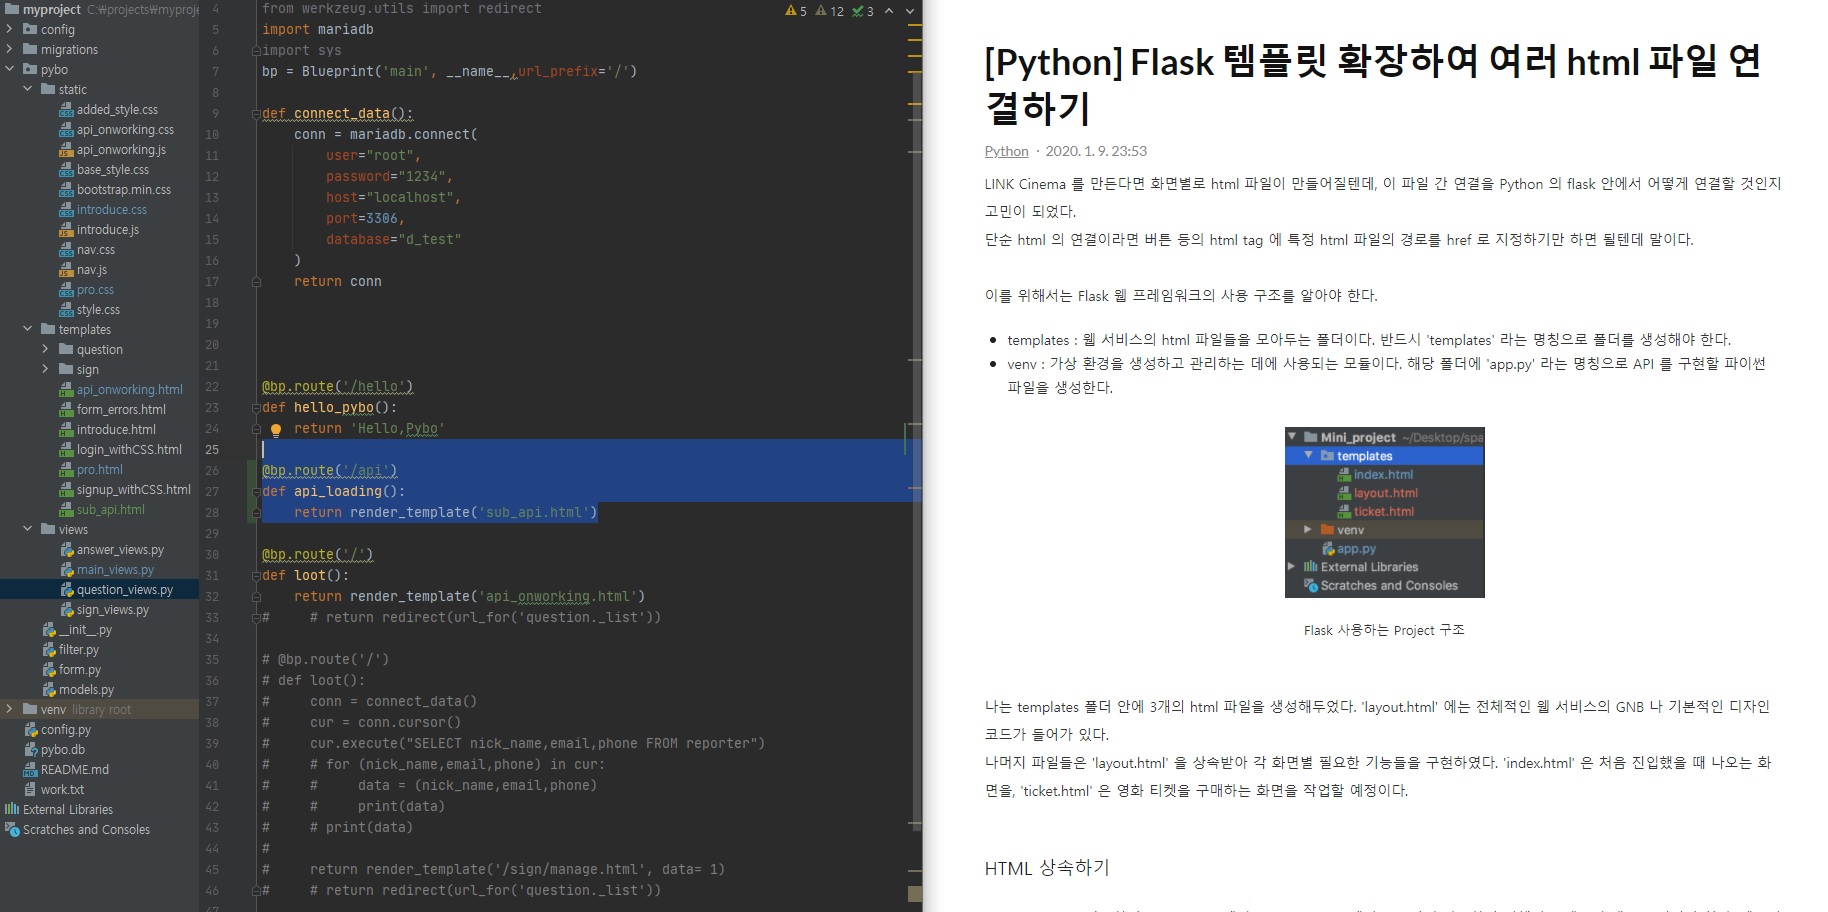 myproject C:₩projects₩myproje
config
migrations
pybo
static
added_style.css
api_onworking.css
api_onworking.js
base_style.css
bootstrap.min.css
introduce.css
introduce.js
nav.css
nav.js
pro.css
style.css
templates
question
sign
api_onworking.html
form_errors.html
introduce.html
login_withCSS.html
pro.html
signup_withCSS.html
sub_api.html
views
answer_views.py
main_views.py
question_views.py
sign_views.py
__init__.py
filter.py
form.py
models.py
venv library root
config.py
pybo.db
README.md
work.txt
External Libraries
Scratches and Consoles
5 12 3
4 from werkzeug.utils import redirect
5 import mariadb
6 import sys
7 bp = Blueprint('main', __name__,url_prefix='/')
8
9 def connect_data():
10 conn = mariadb.connect(
11 user="root",
12 password="1234",
13 host="localhost",
14 port=3306,
15 database="d_test"
16 )
17 return conn
18
19
20
21
22 @bp.route('/hello')
23 def hello_pybo():
24 return 'Hello,Pybo'
25
26 @bp.route('/api')
27 def api_loading():
28 return render_template('sub_api.html')
29
30 @bp.route('/')
31 def loot():
32 return render_template('api_onworking.html')
33 # # return redirect(url_for('question._list'))
34
35 # @bp.route('/')
36 # def loot():
37 # conn = connect_data()
38 # cur = conn.cursor()
39 # cur.execute("SELECT nick_name,email,phone FROM reporter")
40 # # for (nick_name,email,phone) in cur:
41 # # data = (nick_name,email,phone)
42 # # print(data)
43 # # print(data)
44 #
45 # return render_template('/sign/manage.html', data= 1)
46 # # return redirect(url_for('question._list'))
[Python] Flask 템플릿 확장하여 여러 html 파일 연
결하기
Python · 2020. 1. 9. 23:53
LINK Cinema 를 만든다면 화면별로 html 파일이 만들어질텐데, 이 파일 간 연결을 Python 의 flask 안에서 어떻게 연결할 것인지
고민이 되었다.
단순 html 의 연결이라면 버튼 등의 html tag 에 특정 html 파일의 경로를 href 로 지정하기만 하면 될텐데 말이다.
이를 위해서는 Flask 웹 프레임워크의 사용 구조를 알아야 한다.
• templates : 웹 서비스의 html 파일들을 모아두는 폴더이다. 반드시 'templates' 라는 명칭으로 폴더를 생성해야 한다.
• venv : 가상 환경을 생성하고 관리하는 데에 사용되는 모듈이다. 해당 폴더에 'app.py' 라는 명칭으로 API 를 구현할 파이썬
파일을 생성한다.
Mini_project ~/Desktop/spa
templates
index.html
layout.html
ticket.html
venv
app.py
External Libraries
Scratches and Consoles
Flask 사용하는 Project 구조
나는 templates 폴더 안에 3개의 html 파일을 생성해두었다. 'layout.html' 에는 전체적인 웹 서비스의 GNB 나 기본적인 디자인
코드가 들어가 있다.
나머지 파일들은 'layout.html' 을 상속받아 각 화면별 필요한 기능들을 구현하였다. 'index.html' 은 처음 진입했을 때 나오는 화
면을, 'ticket.html' 은 영화 티켓을 구매하는 화면을 작업할 예정이다.
HTML 상속하기